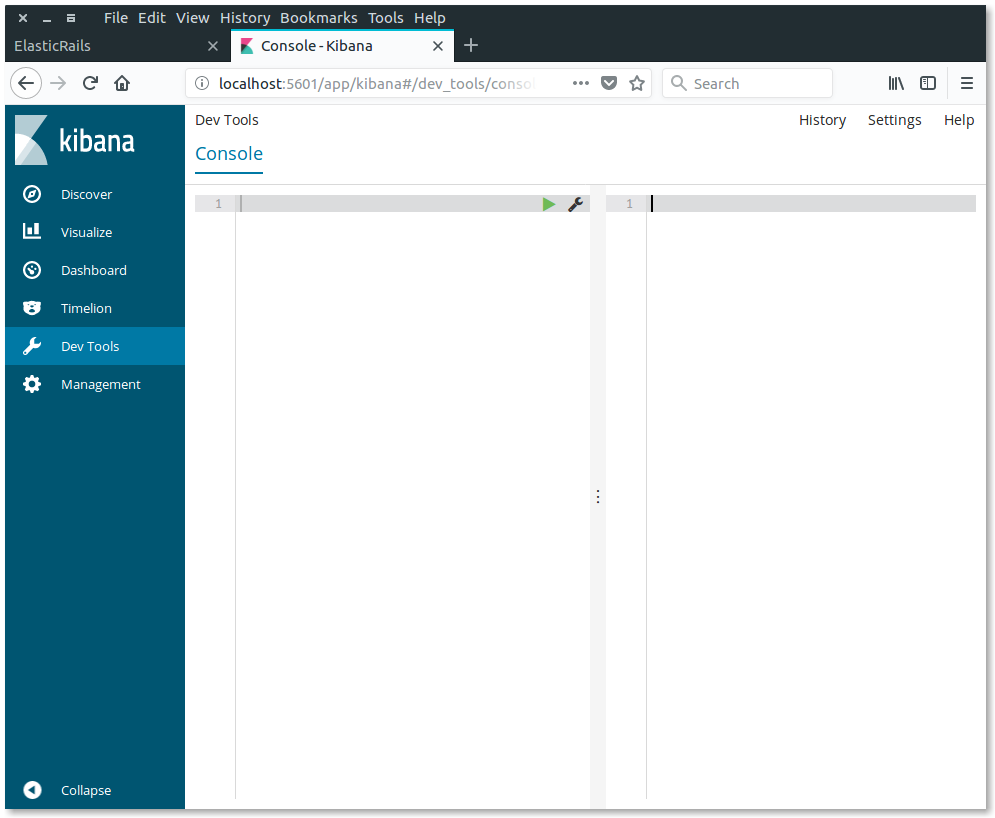 File Edit View History Bookmarks Tools Help
ElasticRails
Console - Kibana
localhost:5601/app/kibana#/dev_tools/conso
Search
kibana
Discover
Visualize
Dashboard
Timelion
Dev Tools
Management
Collapse
Dev Tools
History Settings Help
Console
1
1